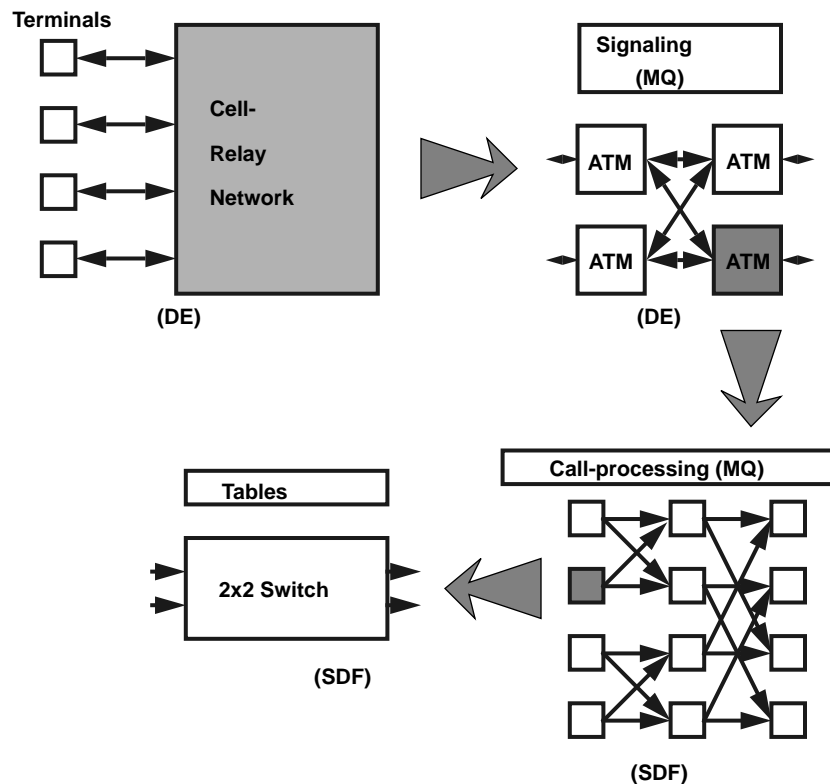 Terminals
Cell-
Relay
Network
(DE)
Signaling
(MQ)
ATM
ATM
ATM
ATM
(DE)
Call-processing (MQ)
(SDF)
Tables
2x2 Switch
(SDF)